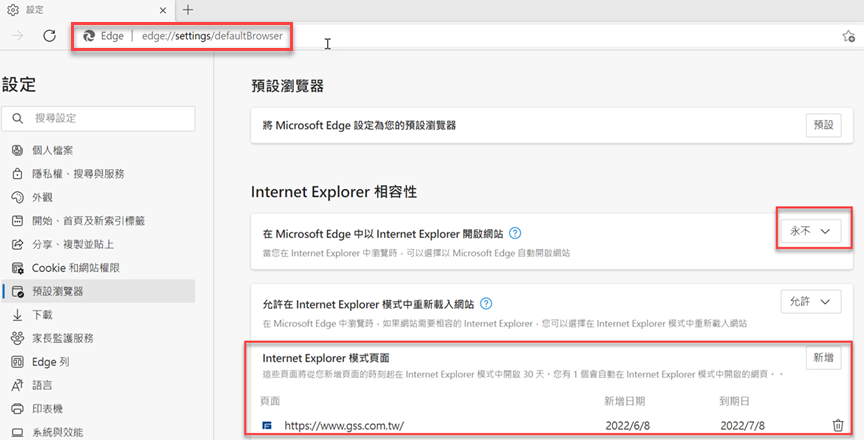 設定
Edge | edge://settings/defaultBrowser
設定
搜尋設定
個人檔案
隱私權、搜尋與服務
外觀
開始、首頁及新索引標籤
分享、複製並貼上
Cookie 和網站權限
預設瀏覽器
下載
家長監護服務
Edge 列
語言
印表機
系統與效能
預設瀏覽器
將 Microsoft Edge 設定為您的預設瀏覽器
預設
Internet Explorer 相容性
在 Microsoft Edge 中以 Internet Explorer 開啟網站
永不
當您在 Internet Explorer 中瀏覽時，可以選擇以 Microsoft Edge 自動開啟網站
允許在 Internet Explorer 模式中重新載入網站
允許
在 Microsoft Edge 中瀏覽時，如果網站需要相容的 Internet Explorer，您可以選擇在 Internet Explorer 模式中重新載入網站
Internet Explorer 模式頁面
新增
這些頁面將從您新增頁面的時刻起在 Internet Explorer 模式中開啟 30 天。您有 1 個會自動在 Internet Explorer 模式中開啟的網頁。。
頁面 新增日期 到期日
https://www.gss.com.tw/ 2022/6/8 2022/7/8